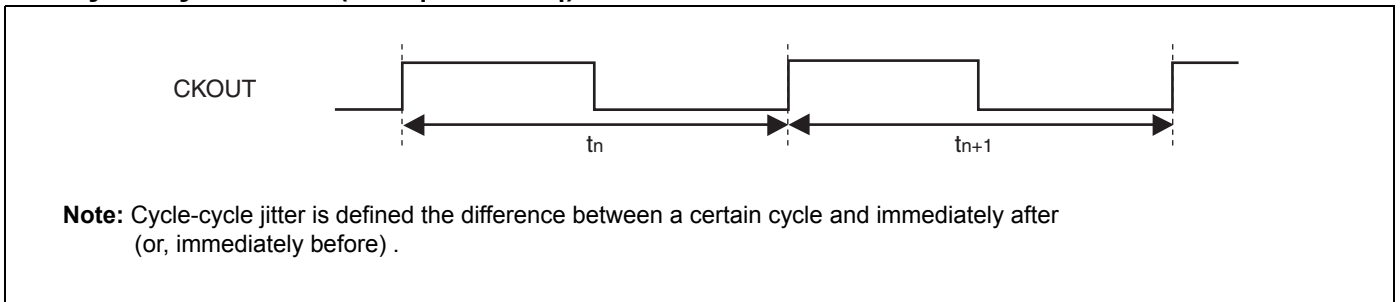 CKOUT
tn
tn+1
Note: Cycle-cycle jitter is defined the difference between a certain cycle and immediately after
(or, immediately before) .